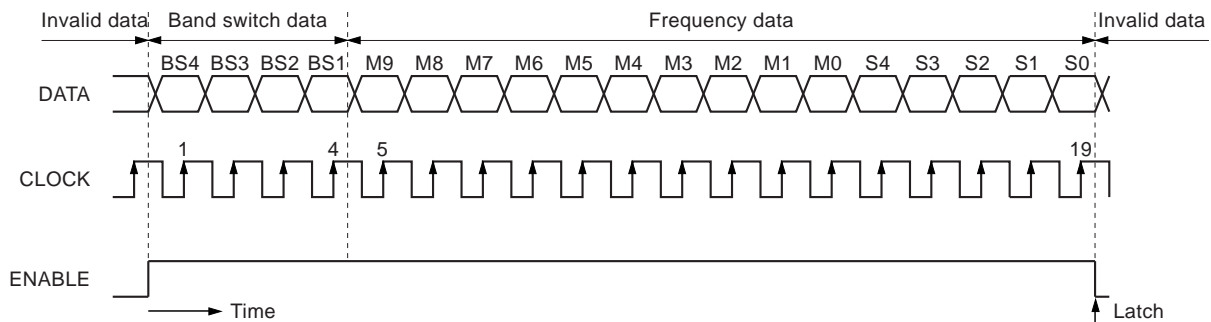 Invalid data Band switch data Frequency data Invalid data
BS4 BS3 BS2 BS1 M9 M8 M7 M6 M5 M4 M3 M2 M1 M0 S4 S3 S2 S1 S0
DATA
1 4 5 19
CLOCK
ENABLE
Time Latch